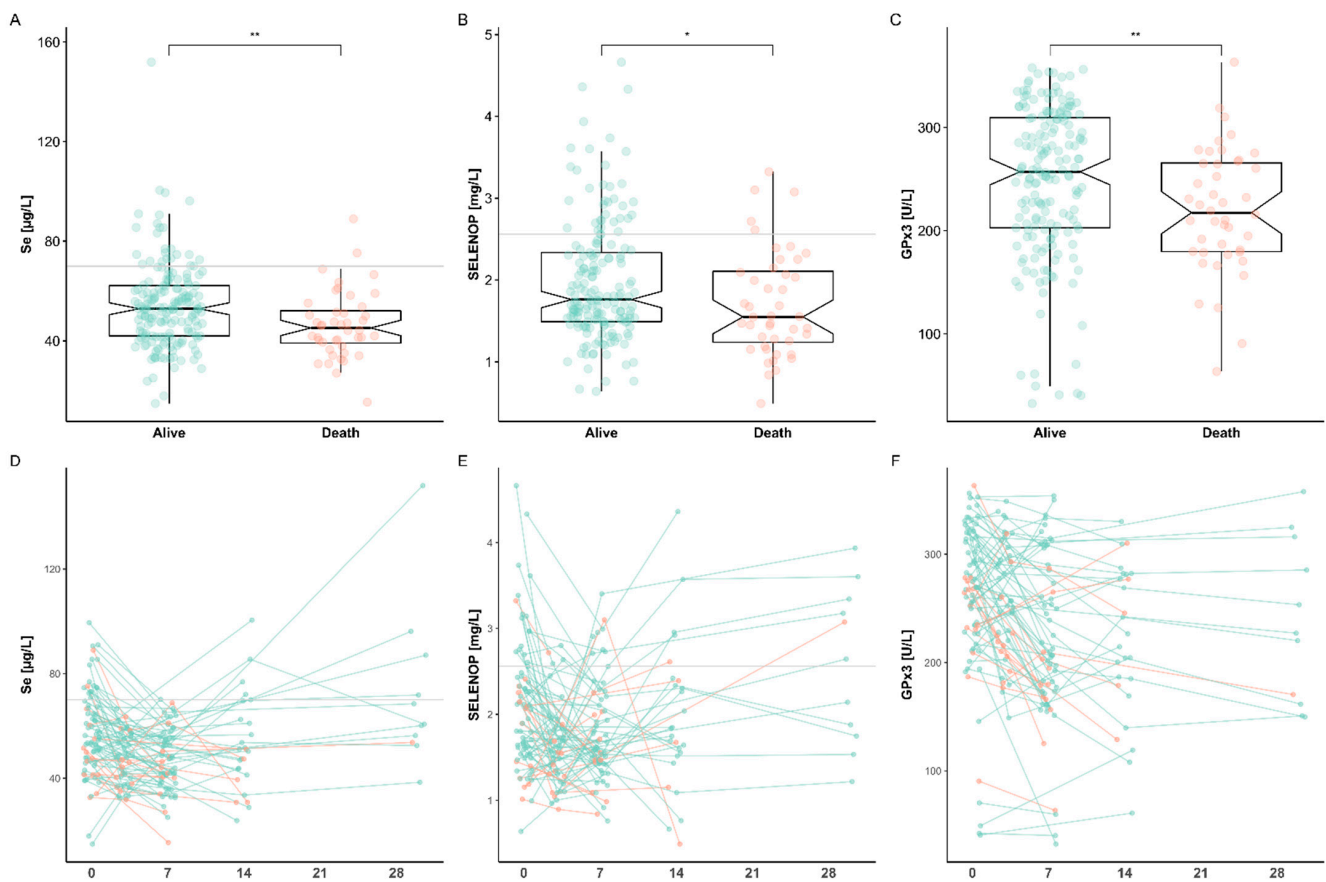 A
B
C
**
*
**
160
120
80
40
Se [µg/L]
Alive
Death
5
4
3
2
1
SELENOP [mg/L]
Alive
Death
300
200
100
GPx3 [U/L]
Alive
Death
D
E
F
120
80
40
Se [µg/L]
0 7 14 21 28
4
3
2
1
SELENOP [mg/L]
0 7 14 21 28
300
200
100
GPx3 [U/L]
0 7 14 21 28